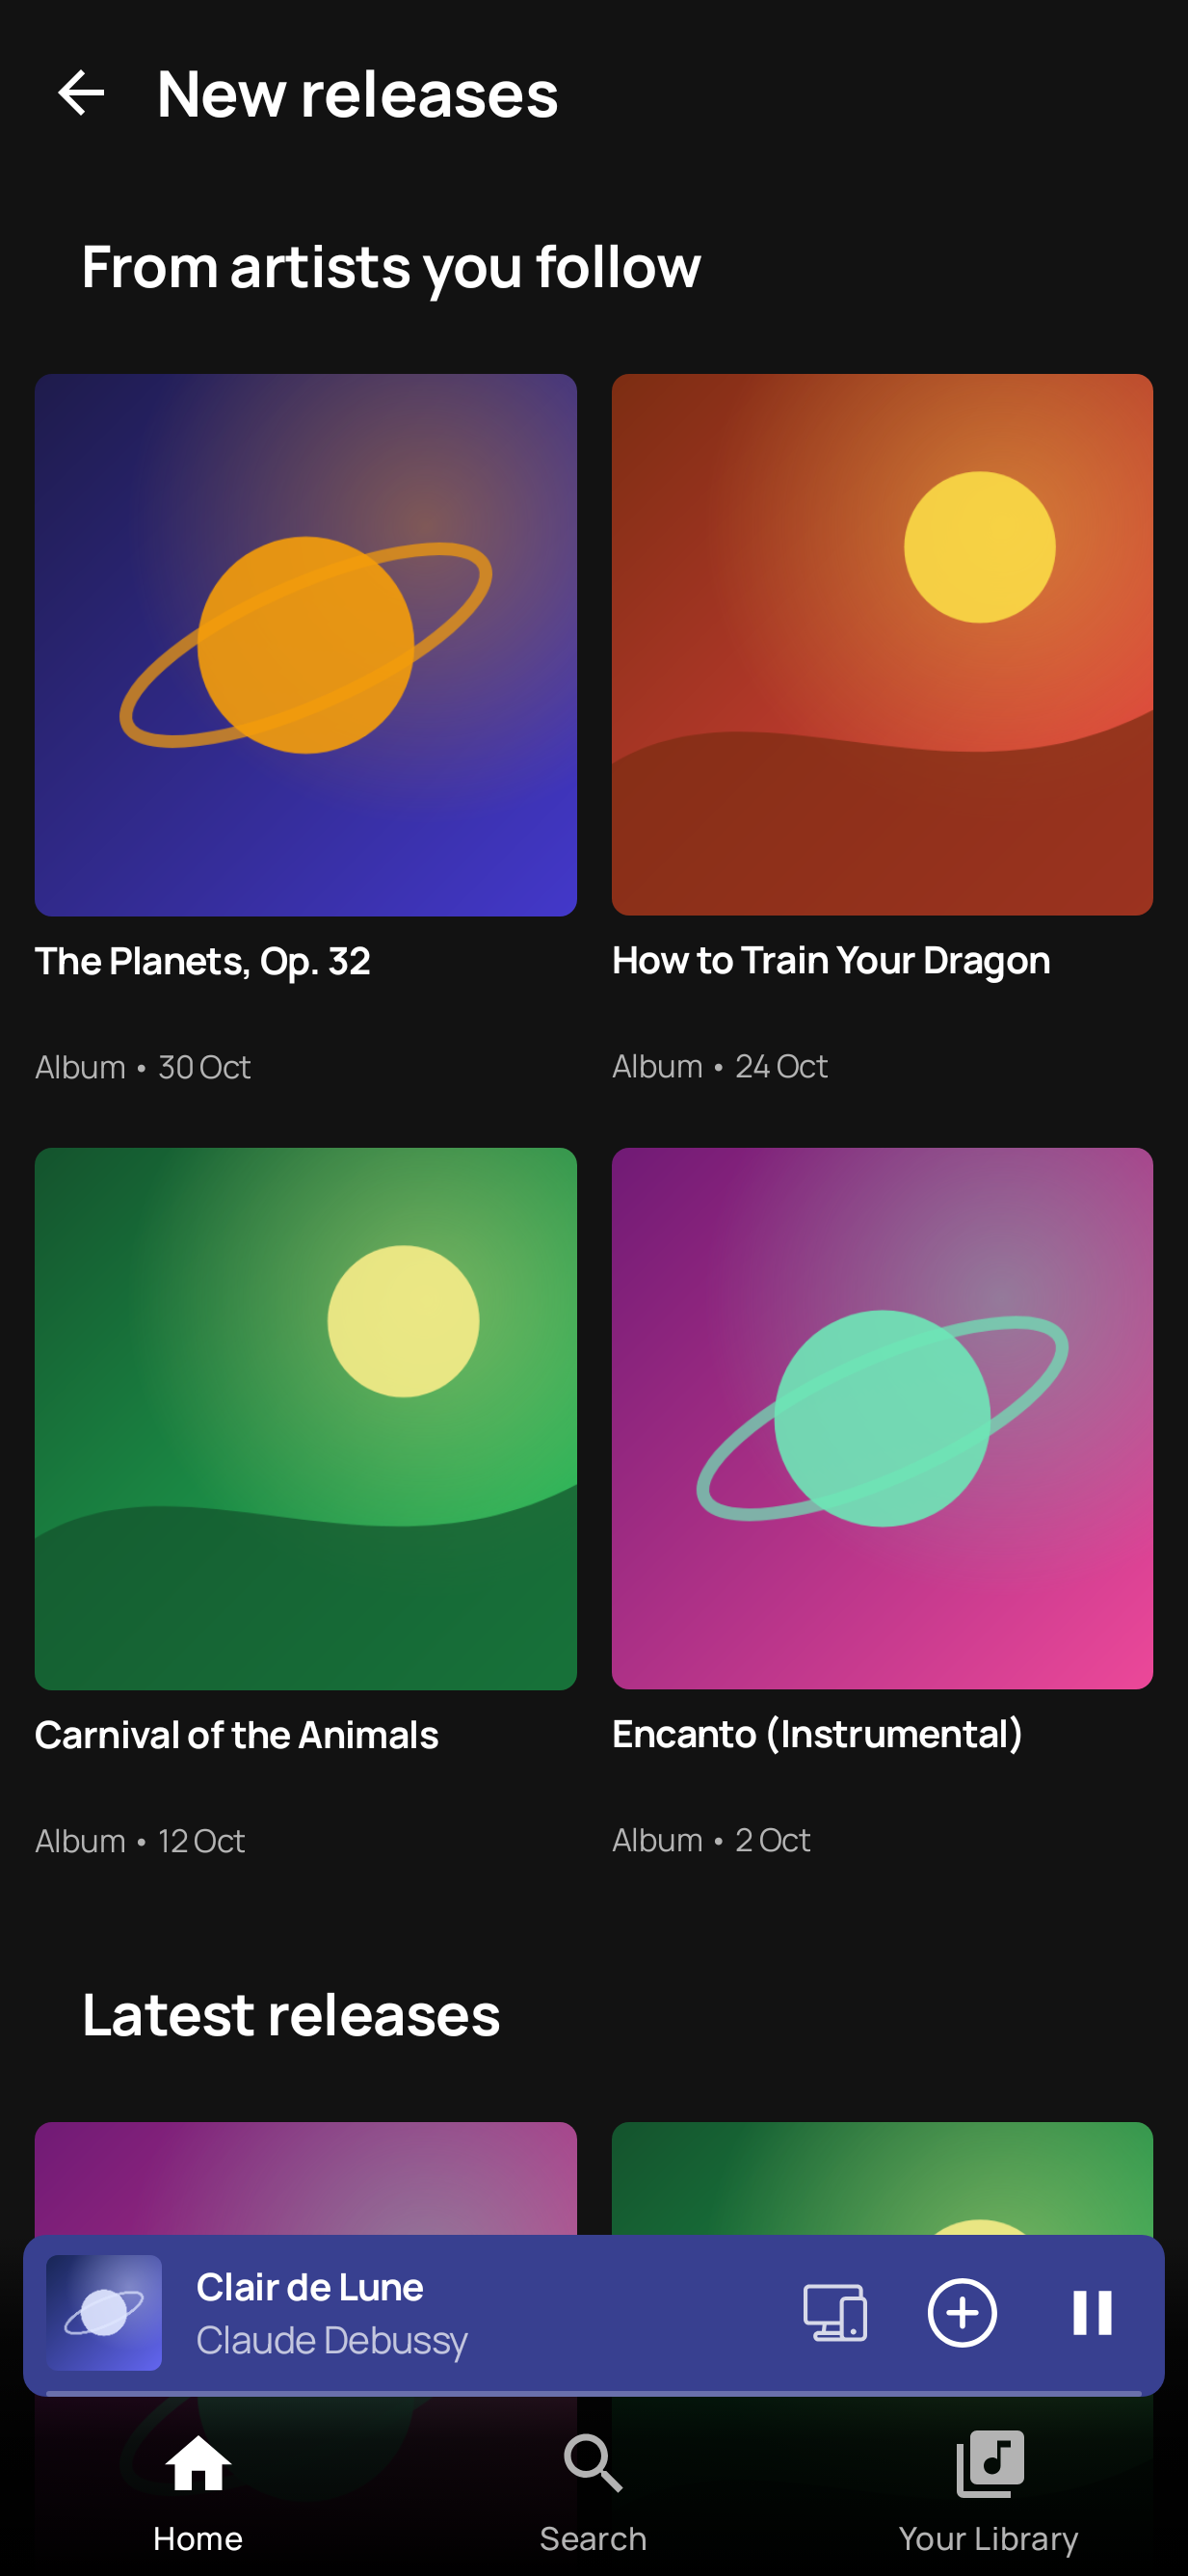 New releases
From artists you follow
The Planets, Op. 32
Album • 30 Oct
How to Train Your Dragon
Album • 24 Oct
Carnival of the Animals
Album • 12 Oct
Encanto (Instrumental)
Album • 2 Oct
Latest releases
Clair de Lune
Claude Debussy
Home
Search
Your Library